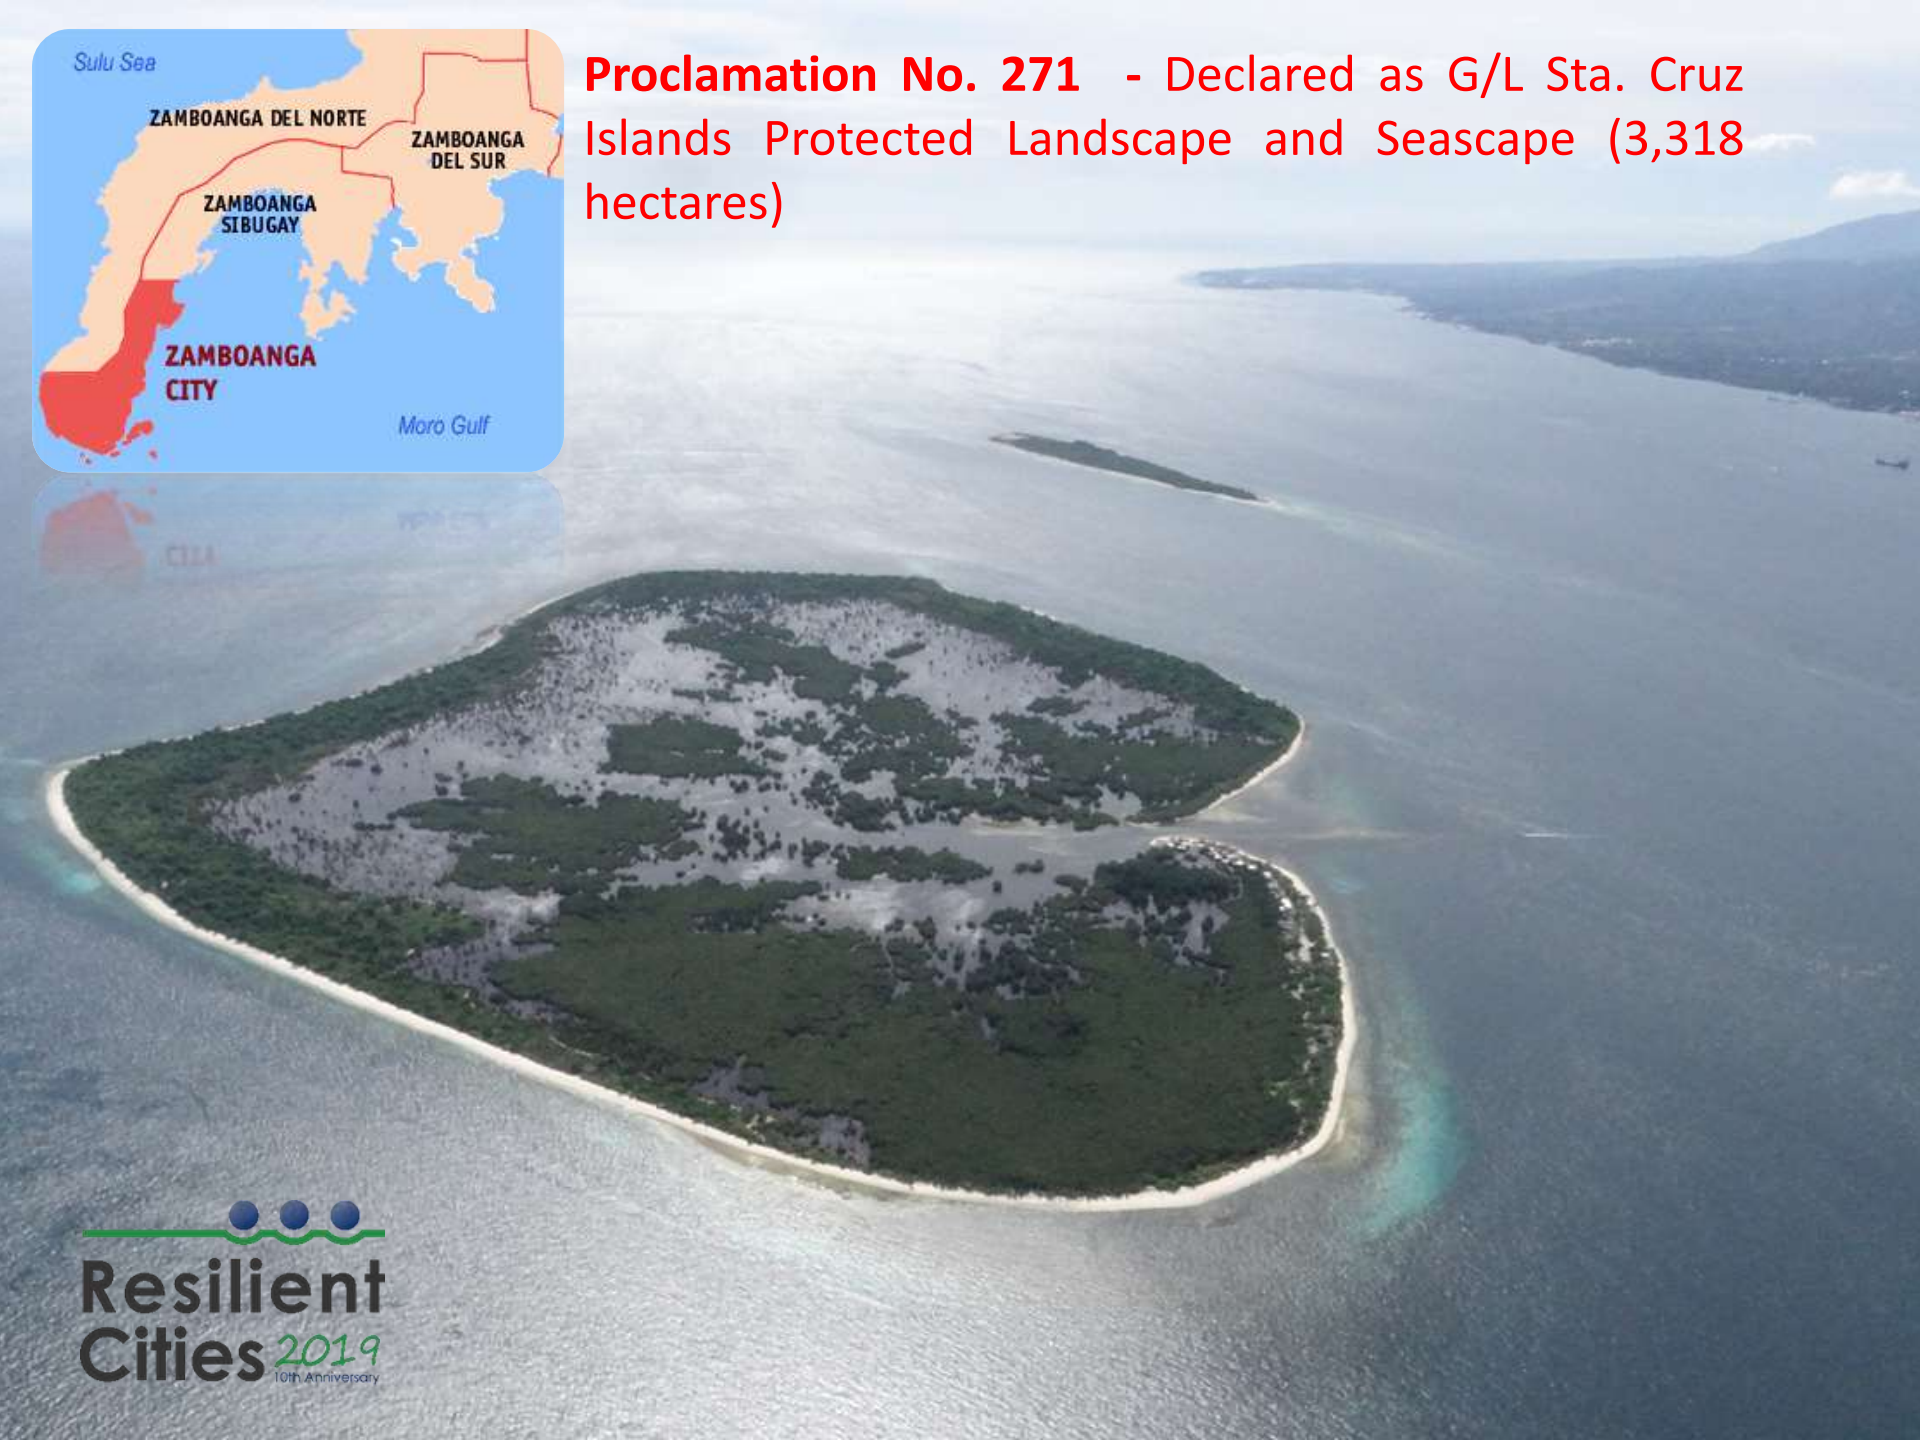 Sulu Sea
ZAMBOANGA DEL NORTE
ZAMBOANGA
DEL SUR
ZAMBOANGA
SIBUGAY
ZAMBOANGA
CITY
Moro Gulf
Proclamation No. 271 - Declared as G/L Sta. Cruz
Islands Protected Landscape and Seascape (3,318
hectares)
Resilient
Cities 2019
10th Anniversary